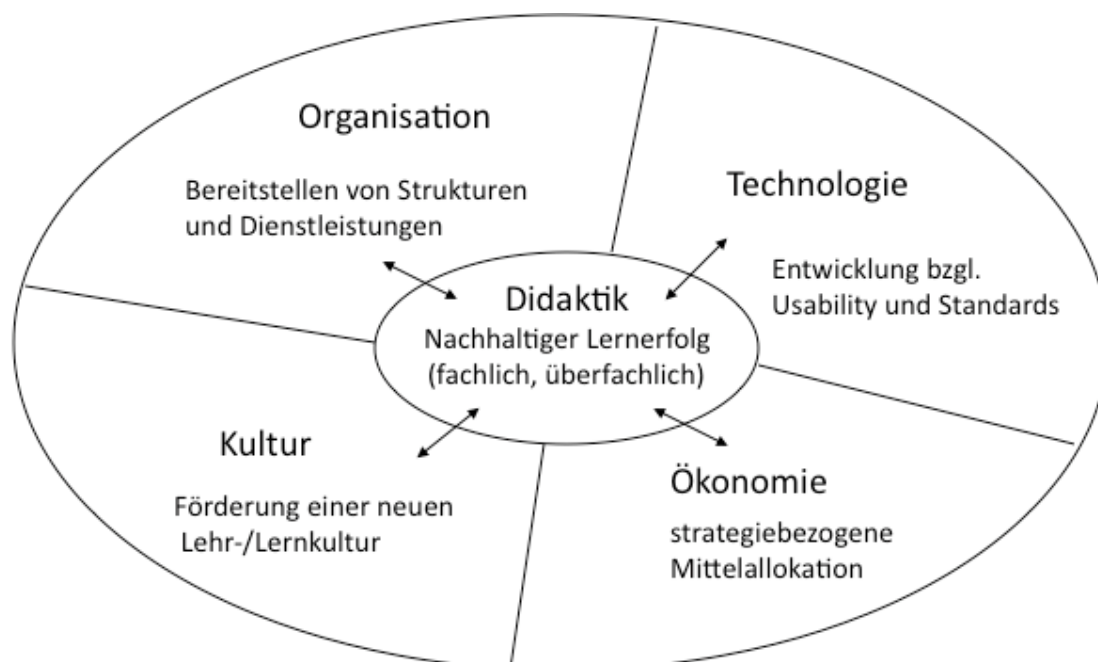 Organisation
Bereitstellen von Strukturen
und Dienstleistungen
Technologie
Entwicklung bzgl.
Usability und Standards
Didaktik
Nachhaltiger Lernerfolg
(fachlich, überfachlich)
Kultur
Förderung einer neuen
Lehr-/Lernkultur
Ökonomie
strategiebezogene
Mittelallokation